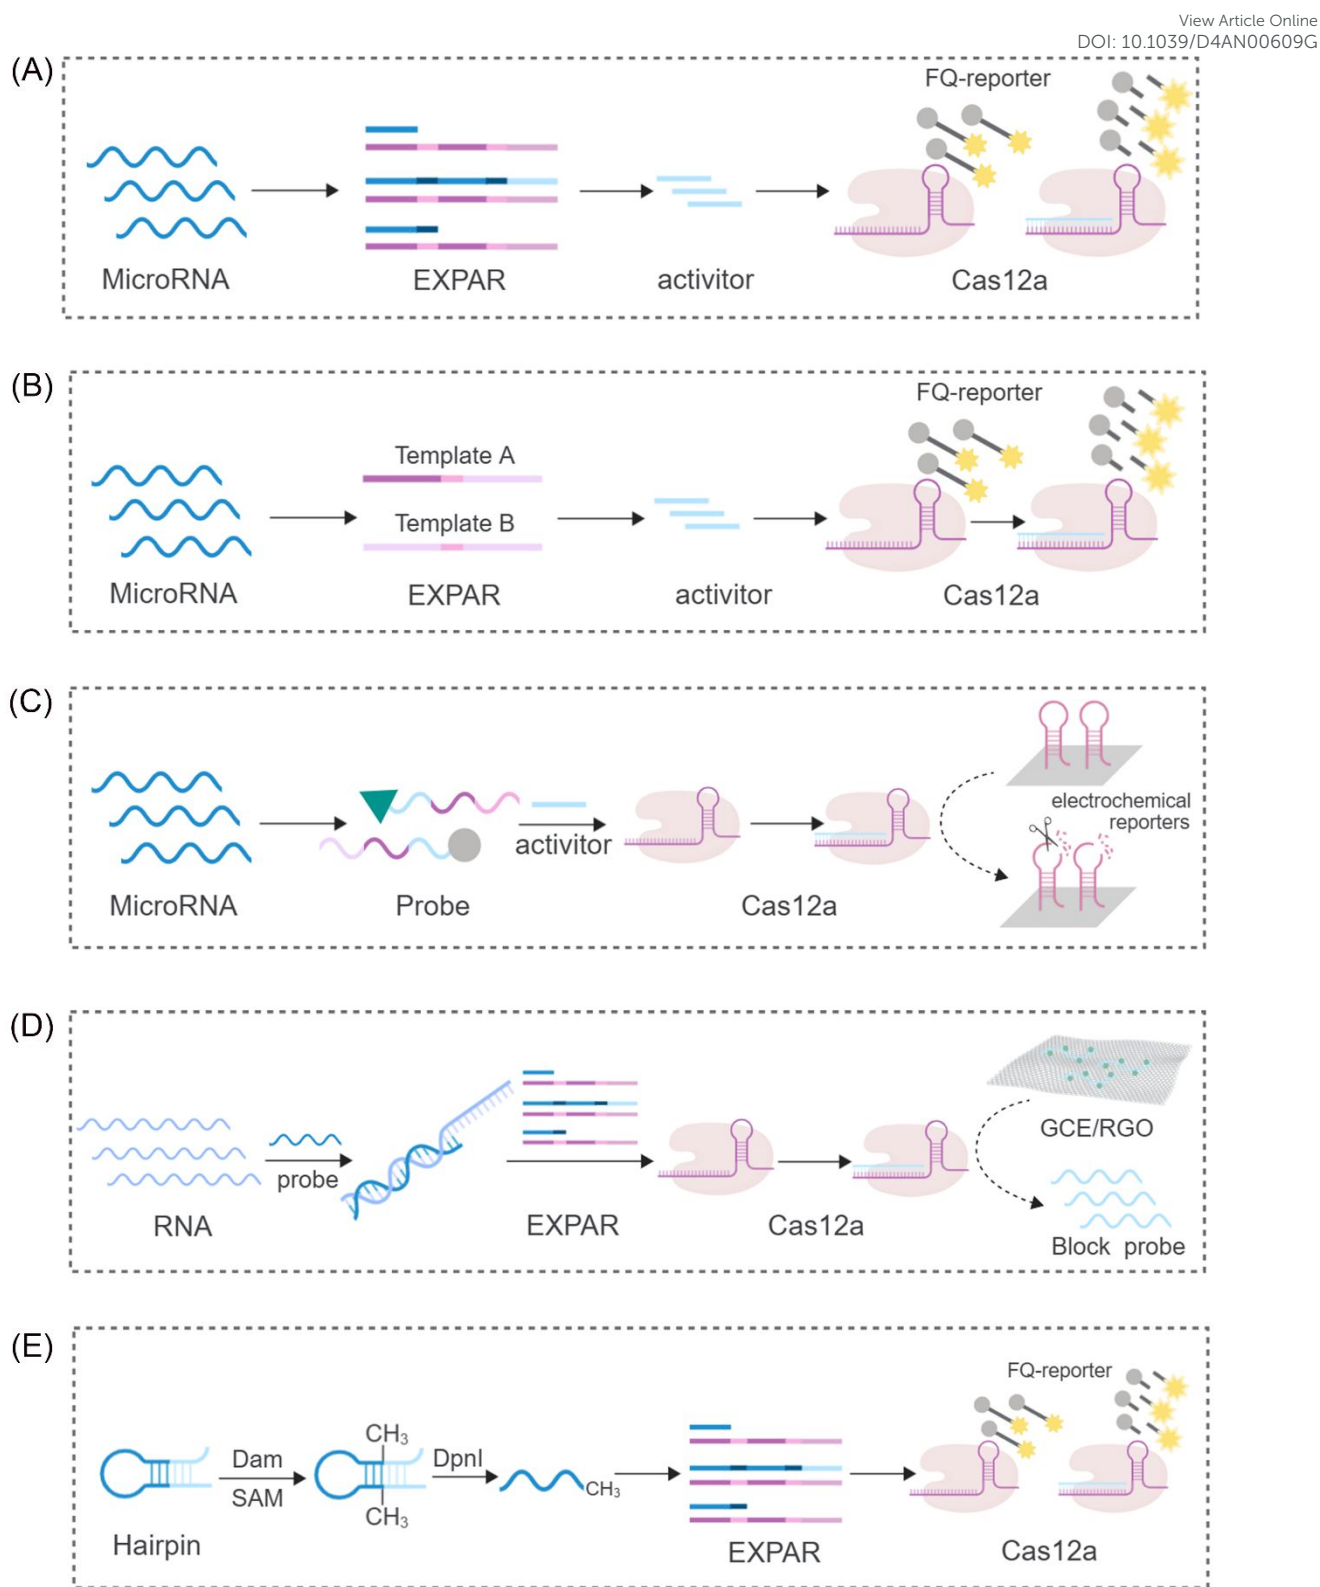 View Article Online
DOI: 10.1039/D4AN00609G
(A)
FQ-reporter
MicroRNA
EXPAR
activitor
Cas12a
(B)
FQ-reporter
Template A
Template B
MicroRNA
EXPAR
activitor
Cas12a
(C)
electrochemical
reporters
activitor
MicroRNA
Probe
Cas12a
(D)
GCE/RGO
probe
RNA
EXPAR
Cas12a
Block probe
(E)
FQ-reporter
CH3
Dam
DpnI
SAM
CH3
CH3
Hairpin
EXPAR
Cas12a